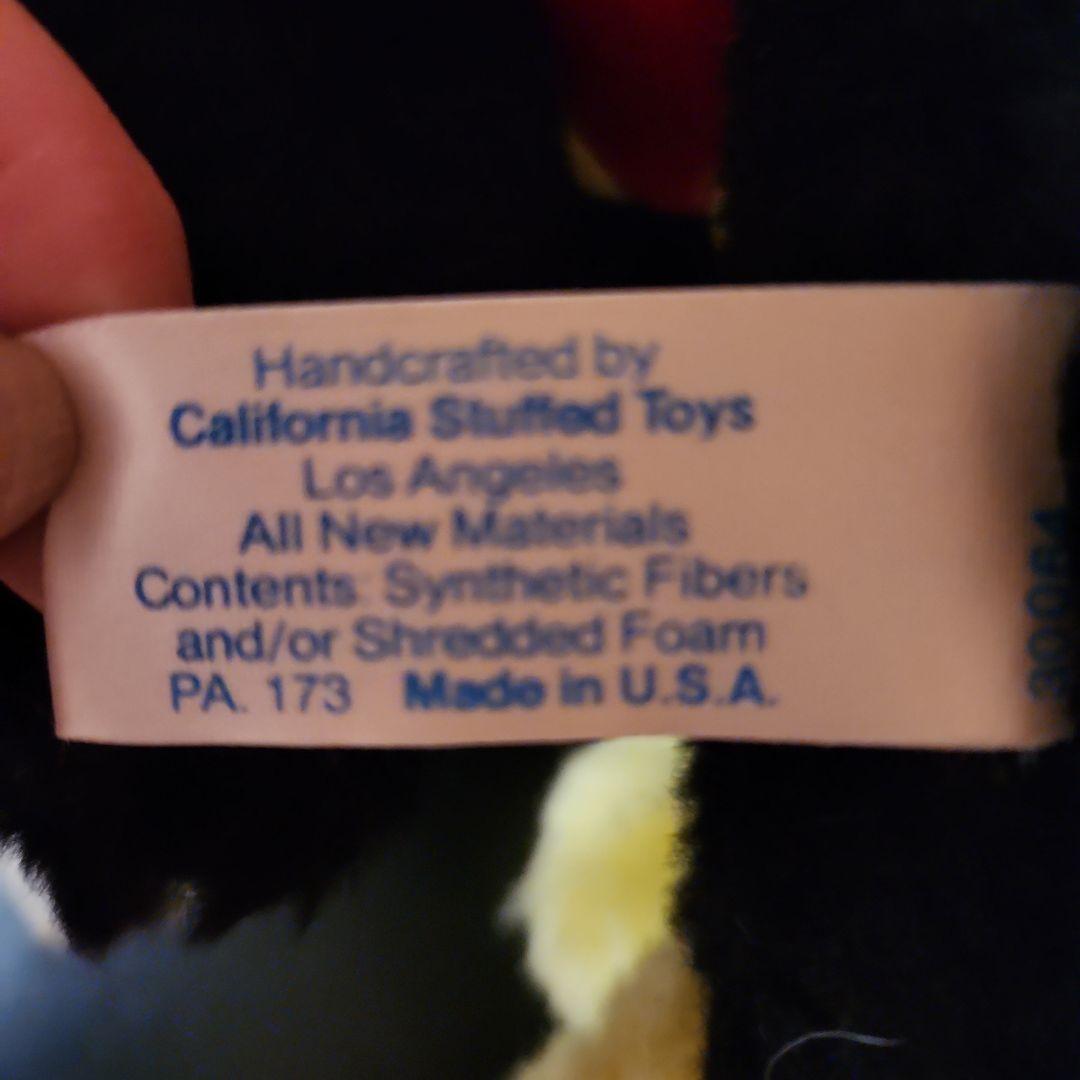 Handcrafted by
California Stuffed Toys
Los Angeles
All New Materials
Contents: Synthetic Fibers
and/or Shredded Foam
PA. 173 Made in U.S.A.